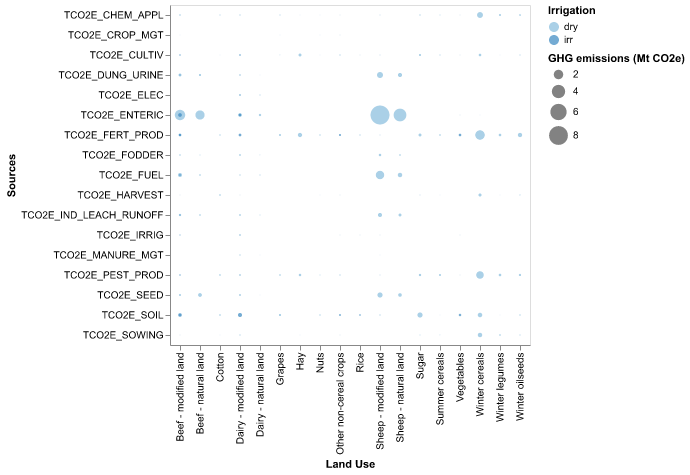 Sources
TCO2E_CHEM_APPL
TCO2E_CROP_MGT
TCO2E_CULTIV
TCO2E_DUNG_URINE
TCO2E_ELEC
TCO2E_ENTERIC
TCO2E_FERT_PROD
TCO2E_FODDER
TCO2E_FUEL
TCO2E_HARVEST
TCO2E_IND_LEACH_RUNOFF
TCO2E_IRRIG
TCO2E_MANURE_MGT
TCO2E_PEST_PROD
TCO2E_SEED
TCO2E_SOIL
TCO2E_SOWING
Beef - modified land
Beef - natural land
Cotton
Dairy - modified land
Dairy - natural land
Grapes
Hay
Nuts
Other non-cereal crops
Rice
Sheep - modified land
Sheep - natural land
Sugar
Summer cereals
Vegetables
Winter cereals
Winter legumes
Winter oilseeds
Land Use
Irrigation
dry
irr
GHG emissions (Mt CO2e)
2
4
6
8